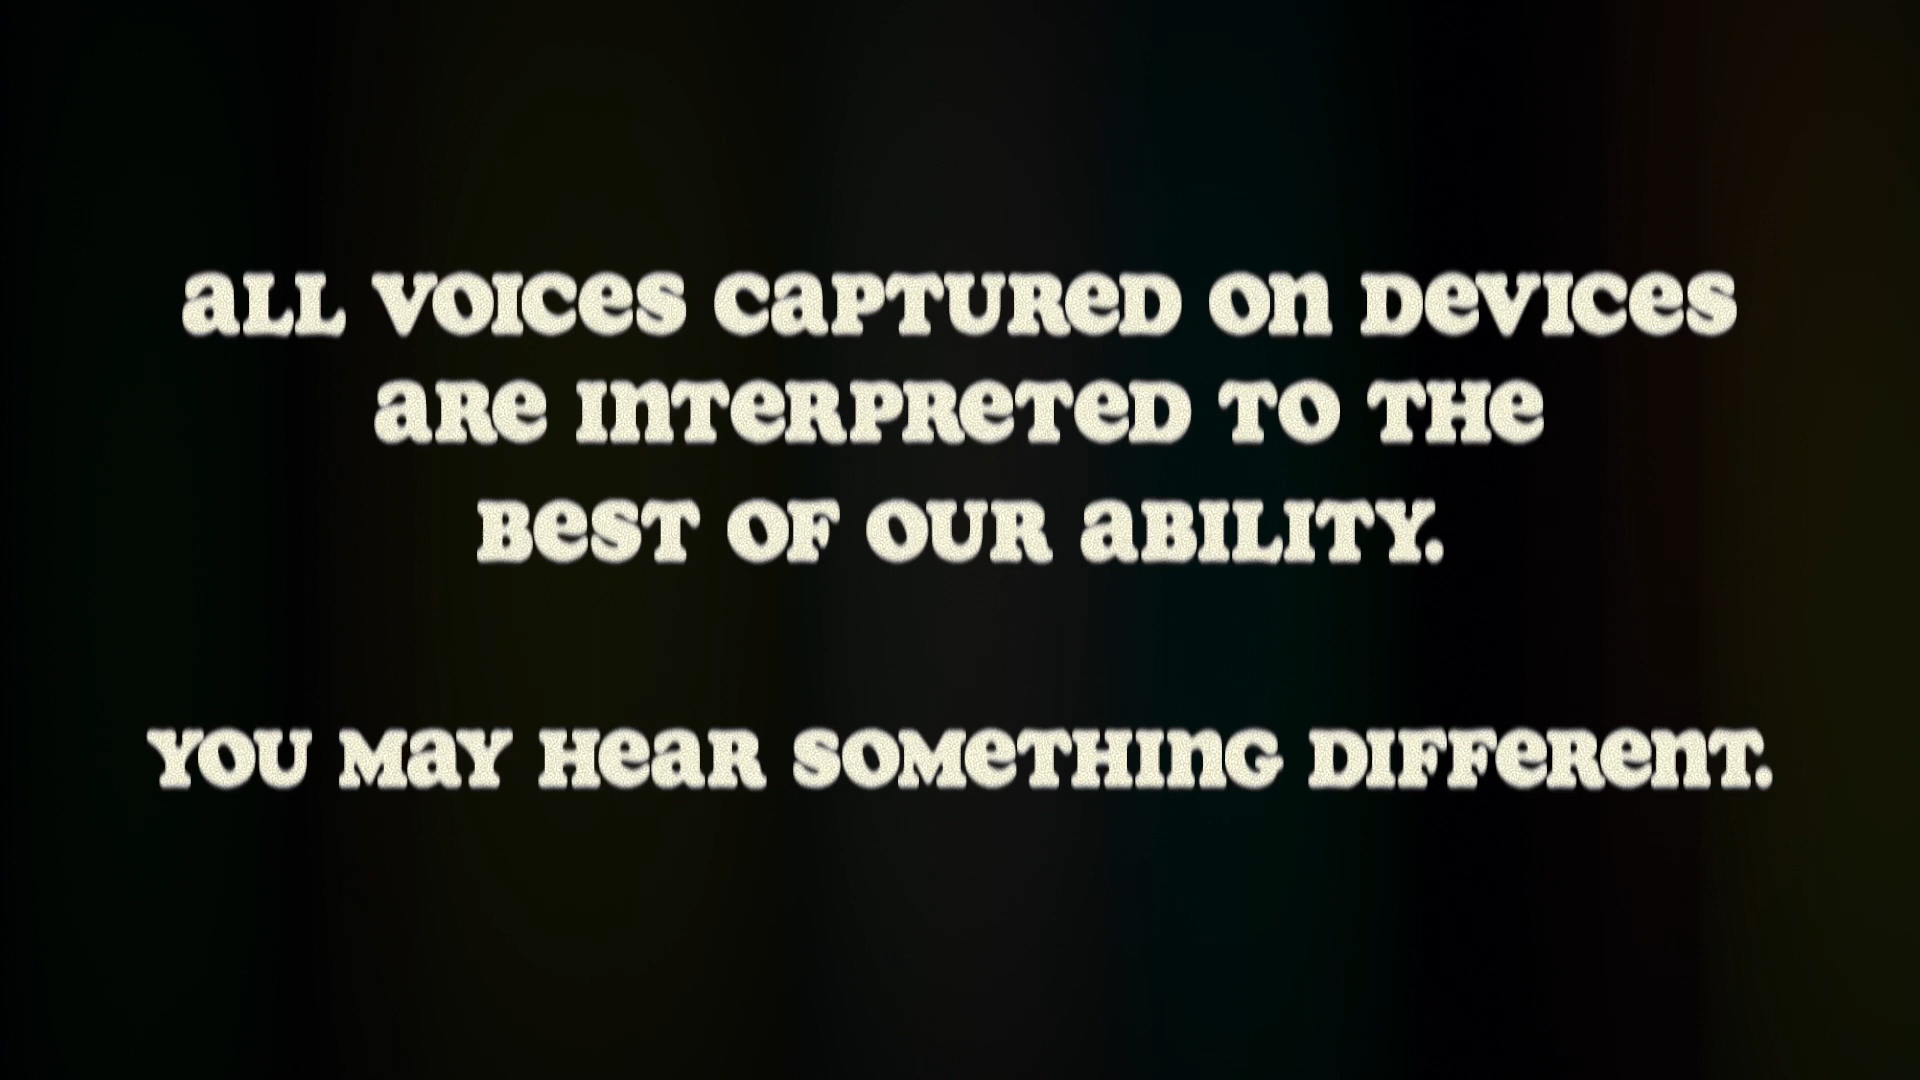 ALL VOICES CAPTURED ON DEVICES
ARE INTERPRETED TO THE
BEST OF OUR ABILITY.
YOU MAY HEAR SOMETHING DIFFERENT.